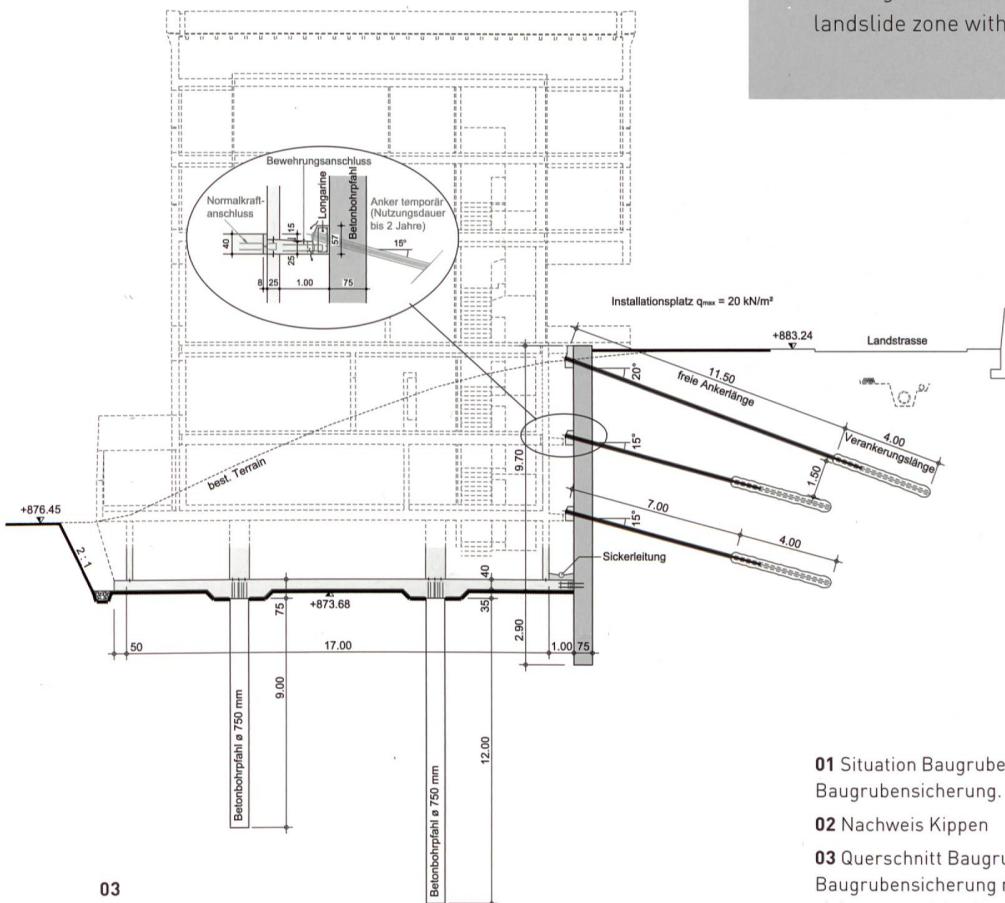 landslide zone with
Bewehrungsanschluss
Normalkraft-
anschluss
Longarine
Betonbohrpfahl
Anker temporär
(Nutzungsdauer
bis 2 Jahre)
40
15
25
57
15°
8
25
1.00
75
Installationsplatz qmax = 20 kN/m²
+883.24
Landstrasse
20°
11.50
freie Ankerlänge
4.00
Verankerungslänge
1.50
9.70
15°
best. Terrain
+876.45
2:1
7.00
4.00
15°
Sickerleitung
40
75
+873.68
35
50
17.00
2.90
1.00
75
9.00
Betonbohrpfahl ø 750 mm
12.00
Betonbohrpfahl ø 750 mm
01 Situation Baugrube
Baugrubensicherung.
02 Nachweis Kippen
03 Querschnitt Baugru
Baugrubensicherung
03